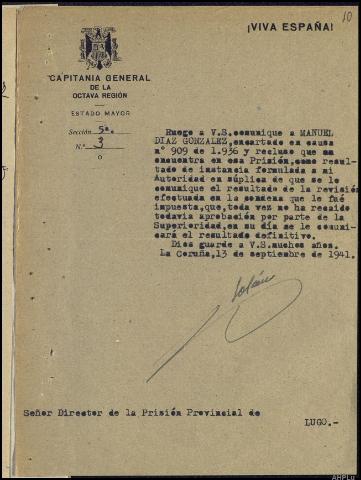 10
¡VIVA ESPAÑA!
CAPITANIA GENERAL
DE LA
OCTAVA REGIÓN
ESTADO MAYOR
Sección 5ª.
N.º 3
Ruego a V.S.comunique a MANUEL
DIAZ GONZALEZ,encartado en causa
nº 909 de 1.936 y recluso que se
encuentra en esa Prisión,como resul-
tado de instancia formulada a mi
Autoridad en súplica de que se le
comunique el resultado de la revisión
efectuada en la condena que le fué
impuesta,que,toda vez no ha recaido
todavia aprobación por parte de la
Superioridad,en su dia se le comuni-
cará el resultado definitivo.
Dios guarde a V.S.muchos años.
La Coruña,13 de septiembre de 1941.
Señor Director de la Prisión Provincial de
LUGO.-
AHPLu